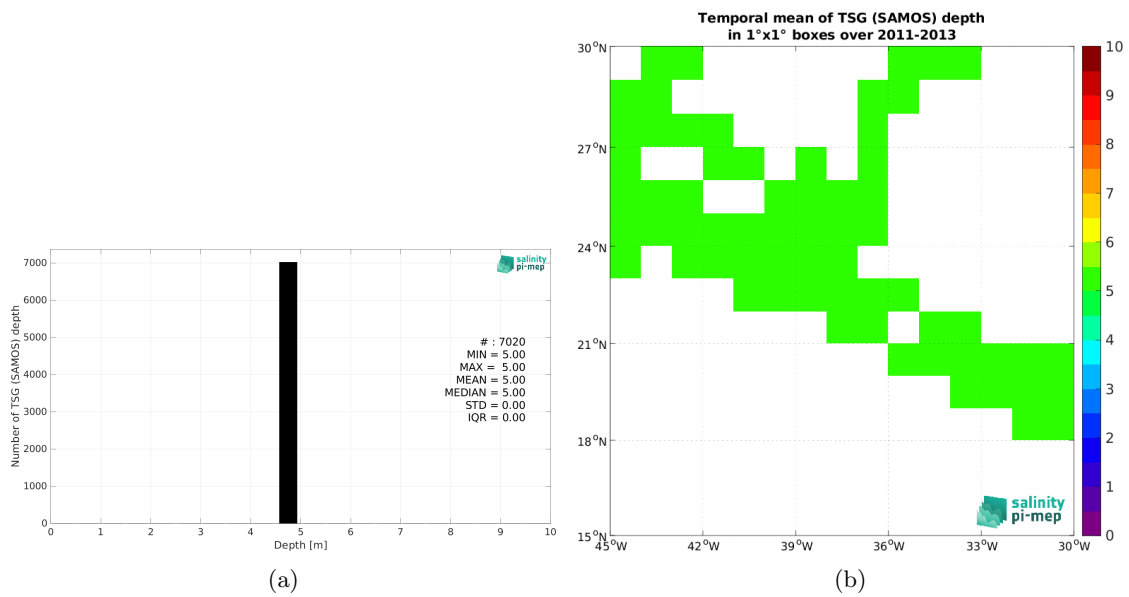 Temporal mean of TSG (SAMOS) depth
in 1°x1° boxes over 2011-2013
Number of TSG (SAMOS) depth
7000
6000
5000
4000
3000
2000
1000
0
salinity
pi-mep
# : 7020
MIN = 5.00
MAX = 5.00
MEAN = 5.00
MEDIAN = 5.00
STD = 0.00
IQR = 0.00
0 1 2 3 4 5 6 7 8 9 10
Depth [m]
(a)
30°N
27°N
24°N
21°N
18°N
15°N
45°W 42°W 39°W 36°W 33°W 30°W
salinity
pi-mep
10
9
8
7
6
5
4
3
2
1
0
(b)